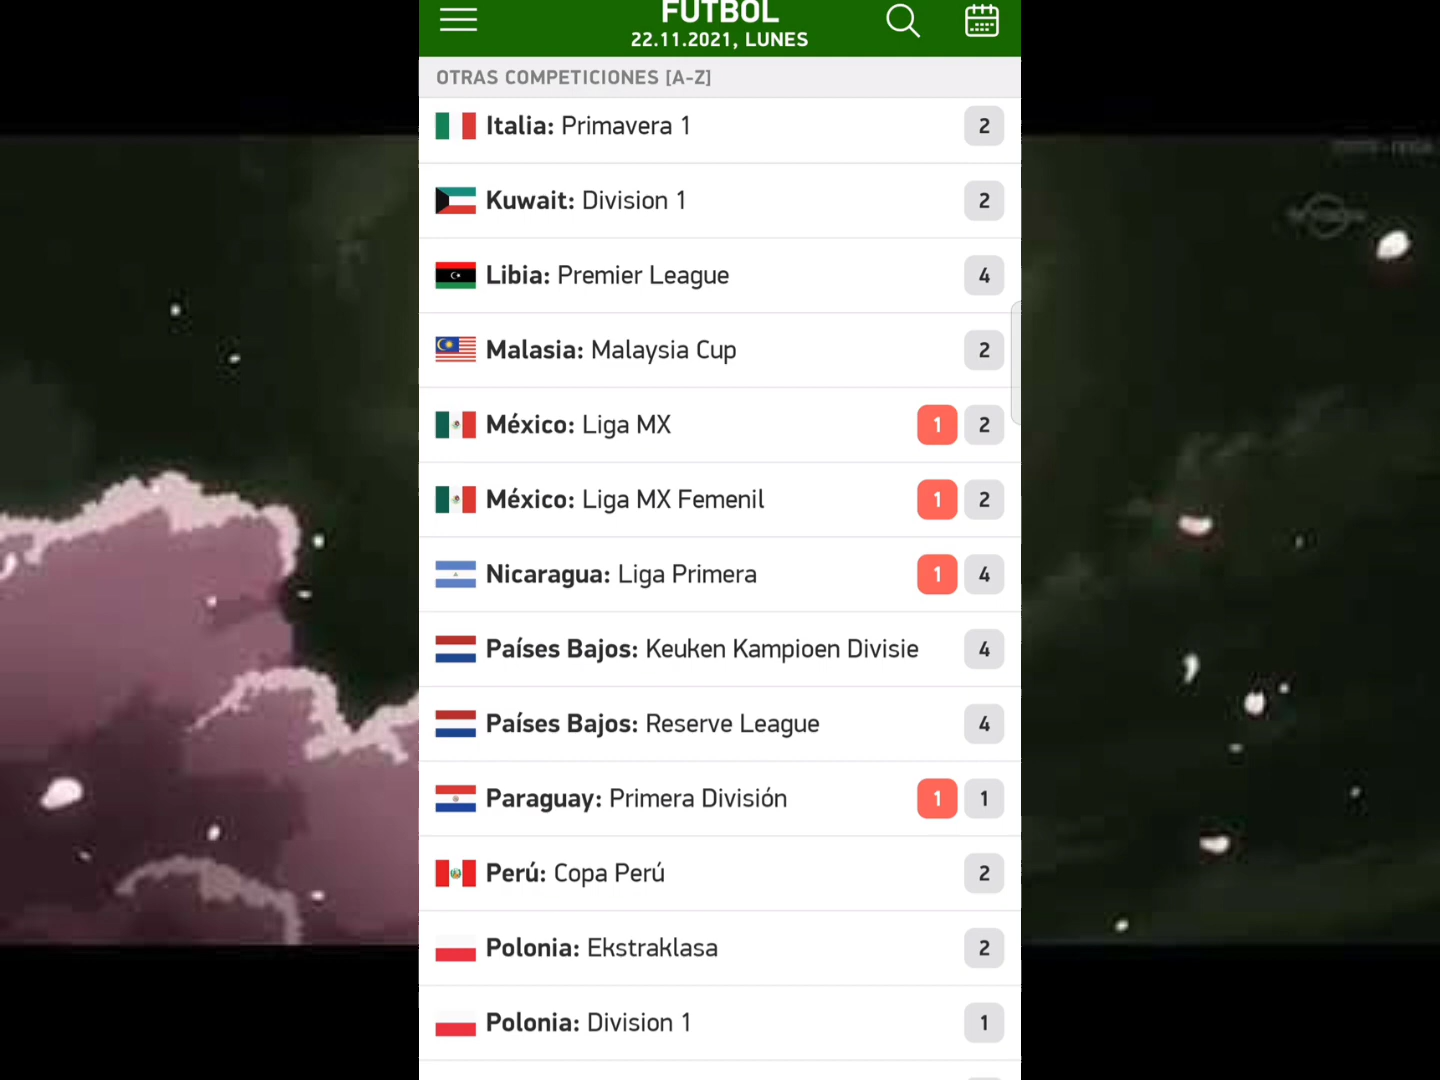 FUTBOL
22.11.2021, LUNES
OTRAS COMPETICIONES [A-Z]
Italia: Primavera 1 2
Kuwait: Division 1 2
Libia: Premier League 4
Malasia: Malaysia Cup 2
México: Liga MX 1 2
México: Liga MX Femenil 1 2
Nicaragua: Liga Primera 1 4
Países Bajos: Keuken Kampioen Divisie 4
Países Bajos: Reserve League 4
Paraguay: Primera División 1 1
Perú: Copa Perú 2
Polonia: Ekstraklasa 2
Polonia: Division 1 1